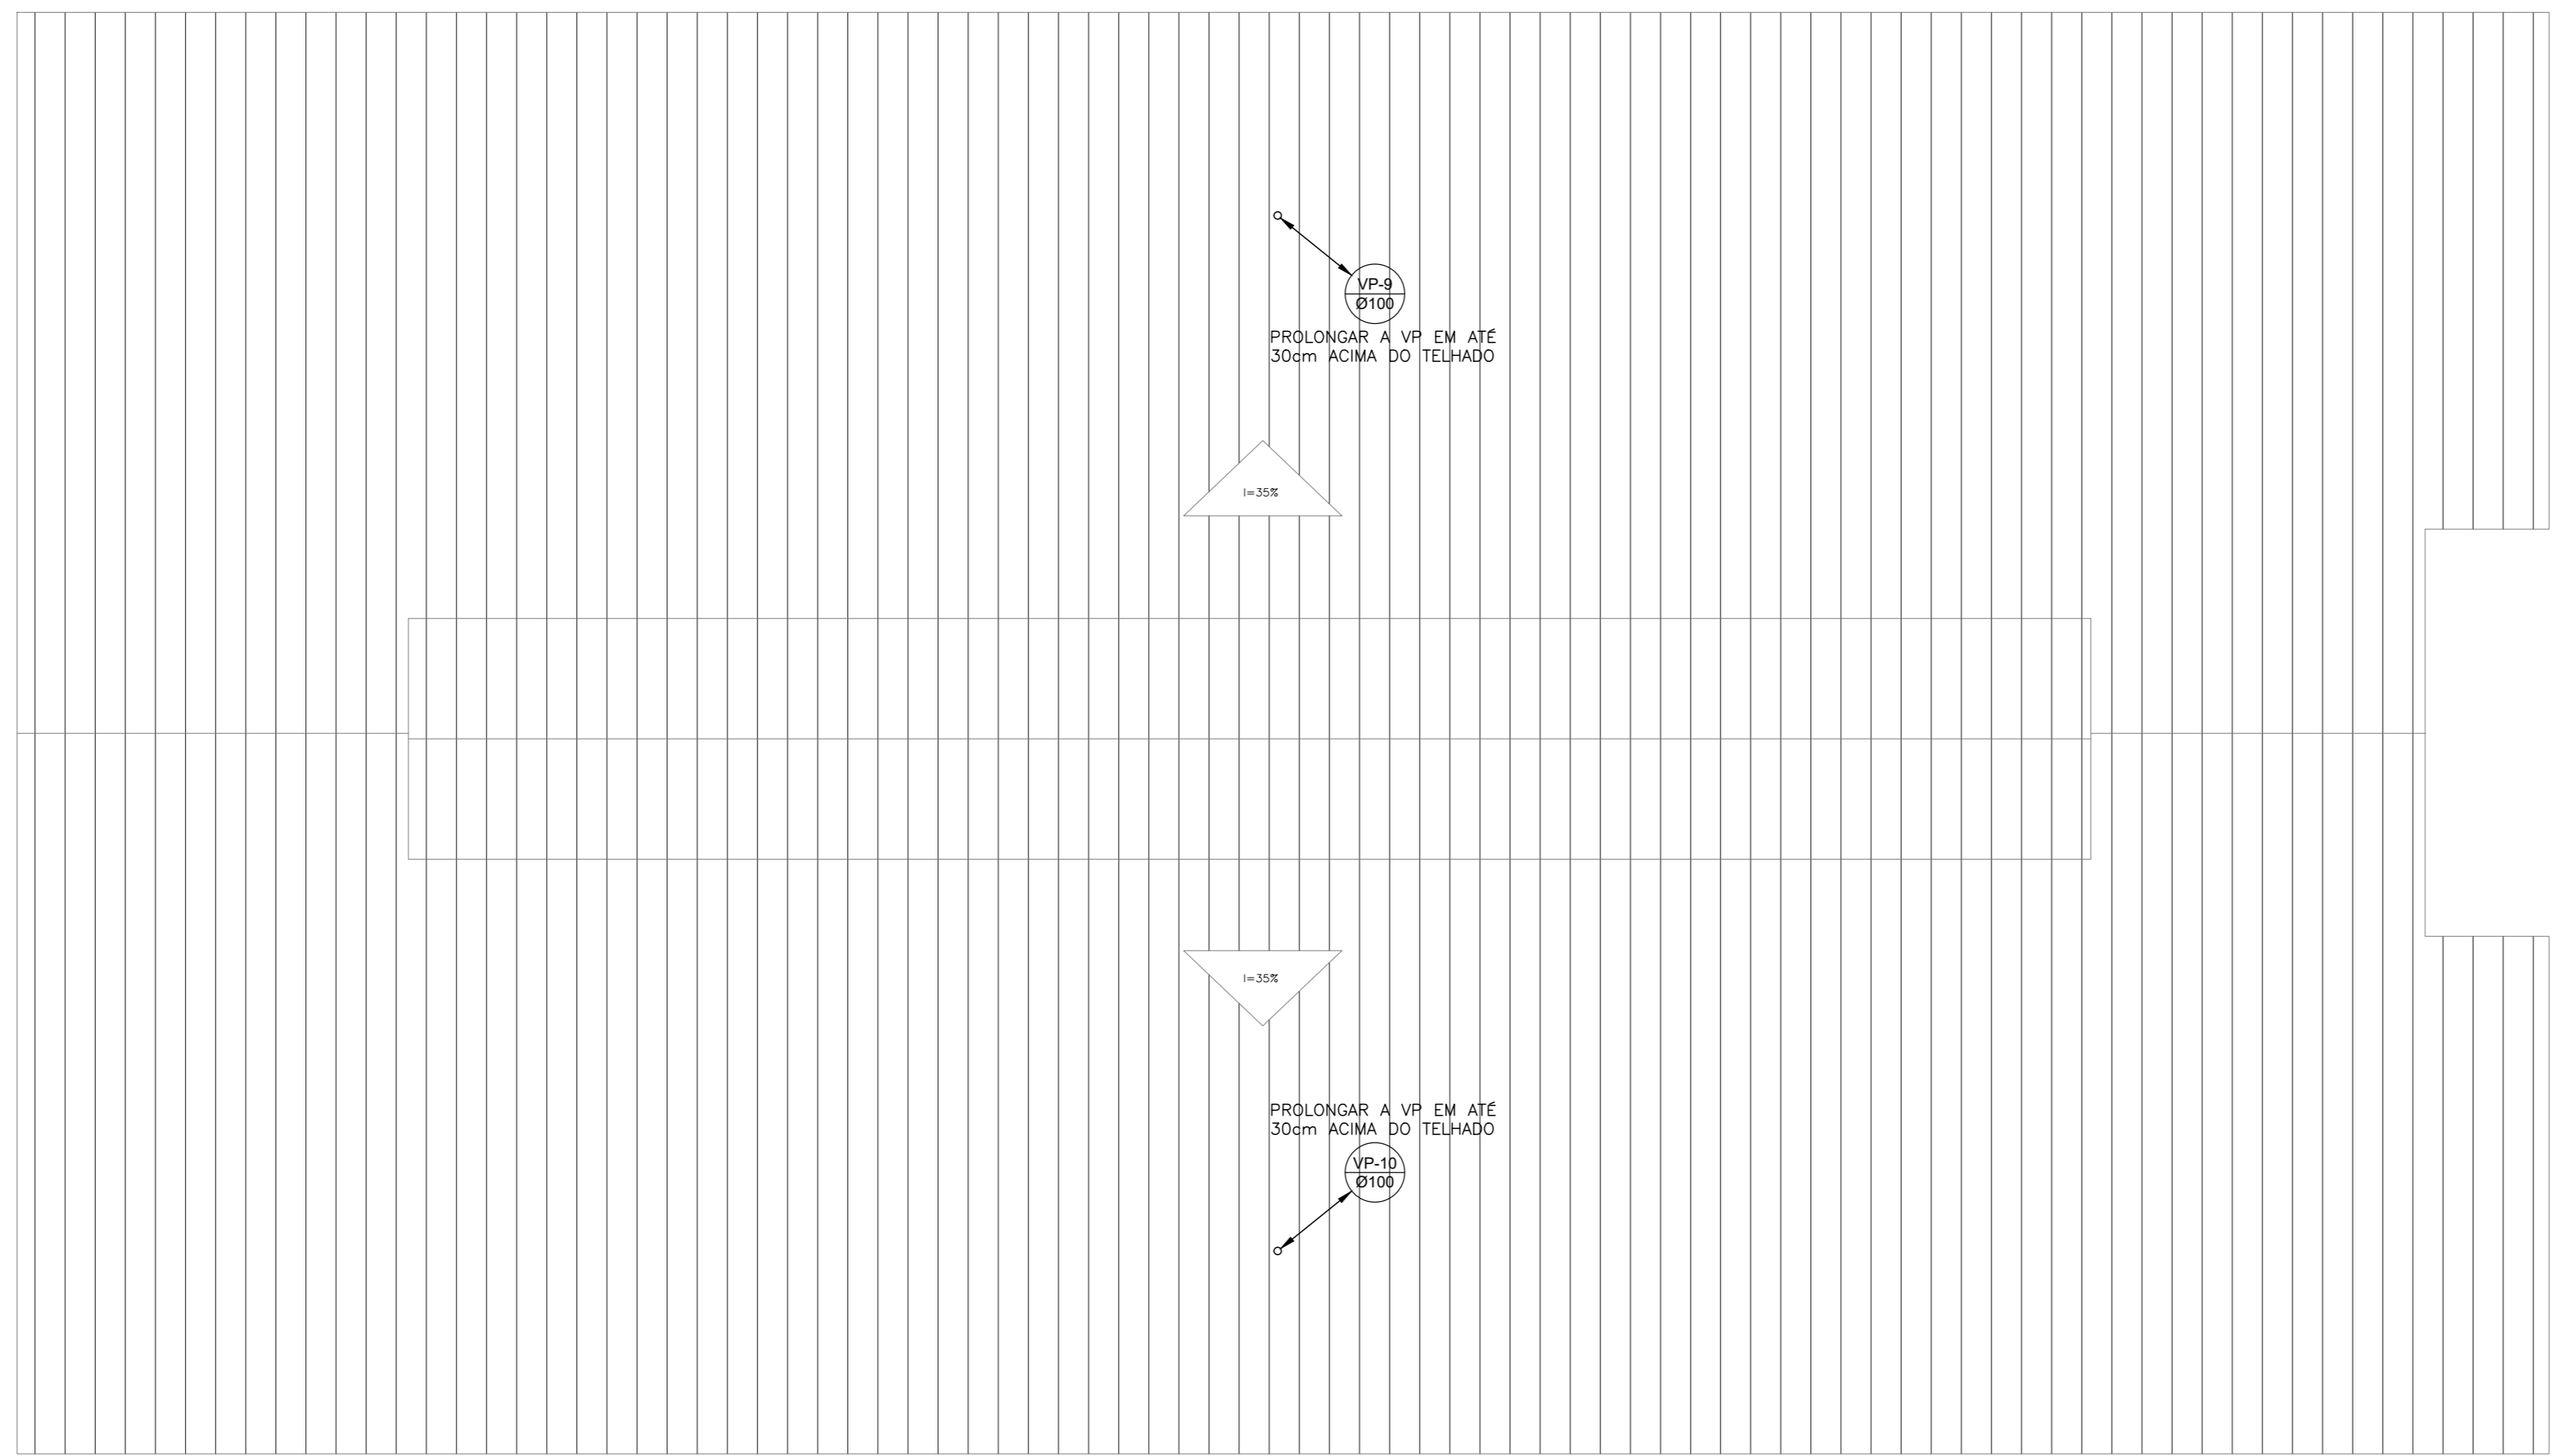 VP-9
Ø100
PROLONGAR A VP EM ATÉ
30cm ACIMA DO TELHADO
I=35%
I=35%
PROLONGAR A VP EM ATÉ
30cm ACIMA DO TELHADO
VP-10
Ø100